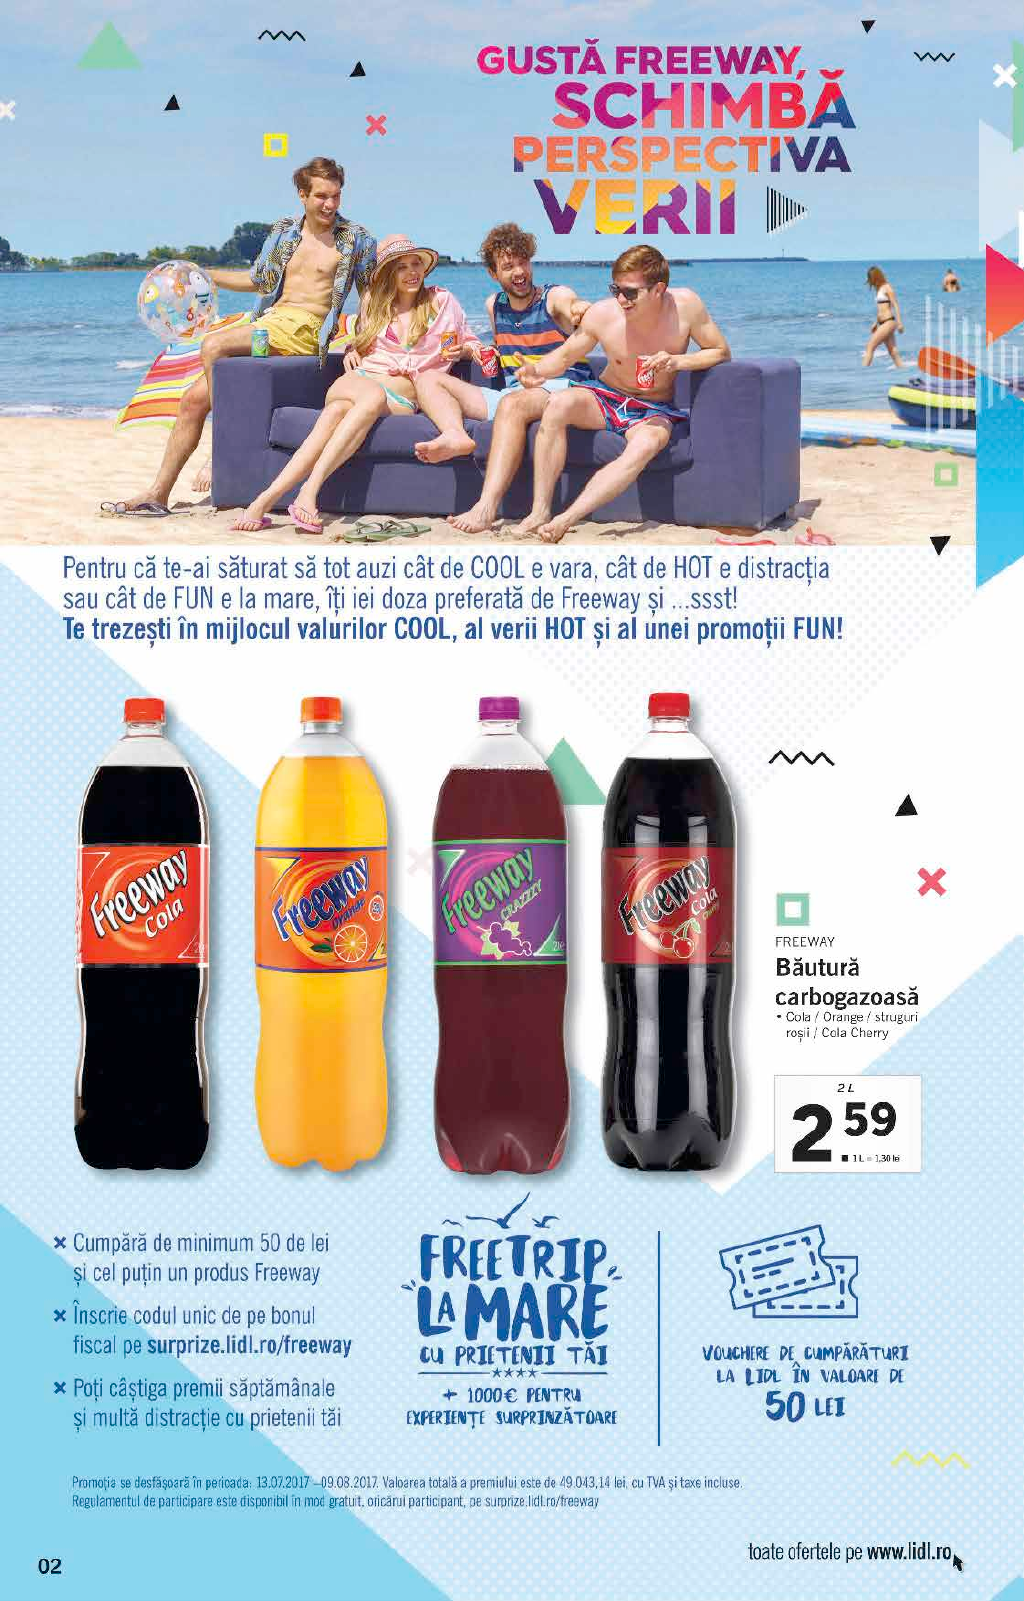 GUSTĂ FREEWAY,
SCHIMBĂ
PERSPECTIVA
VERII
Pentru că te-ai săturat să tot auzi cât de COOL e vara, cât de HOT e distracția
sau cât de FUN e la mare, îți iei doza preferată de Freeway și ...ssst!
Te trezești în mijlocul valurilor COOL, al verii HOT și al unei promoții FUN!
Freeway
Cola
Freeway
Orange
Freeway
CRAZZZY
Freeway
Cola
FREEWAY
Băutură
carbogazoasă
• Cola / Orange / struguri
roșii / Cola Cherry
2 L
2 59
■ 1 L = 1,30 lei
× Cumpără de minimum 50 de lei
și cel puțin un produs Freeway
× Înscrie codul unic de pe bonul
fiscal pe surprize.lidl.ro/freeway
× Poți câștiga premii săptămânale
și multă distracție cu prietenii tăi
FREETRIP
LA MARE
CU PRIETENII TĂI
+ 1000€ PENTRU
EXPERIENȚE SURPRINZĂTOARE
VOUCHERE DE CUMPĂRĂTURI
LA LIDL ÎN VALOARE DE
50 LEI
Promoția se desfășoară în perioada: 13.07.2017 –09.08.2017. Valoarea totală a premiului este de 49.043,14 lei, cu TVA și taxe incluse.
Regulamentul de participare este disponibil în mod gratuit, oricărui participant, pe surprize.lidl.ro/freeway
toate ofertele pe www.lidl.ro
02